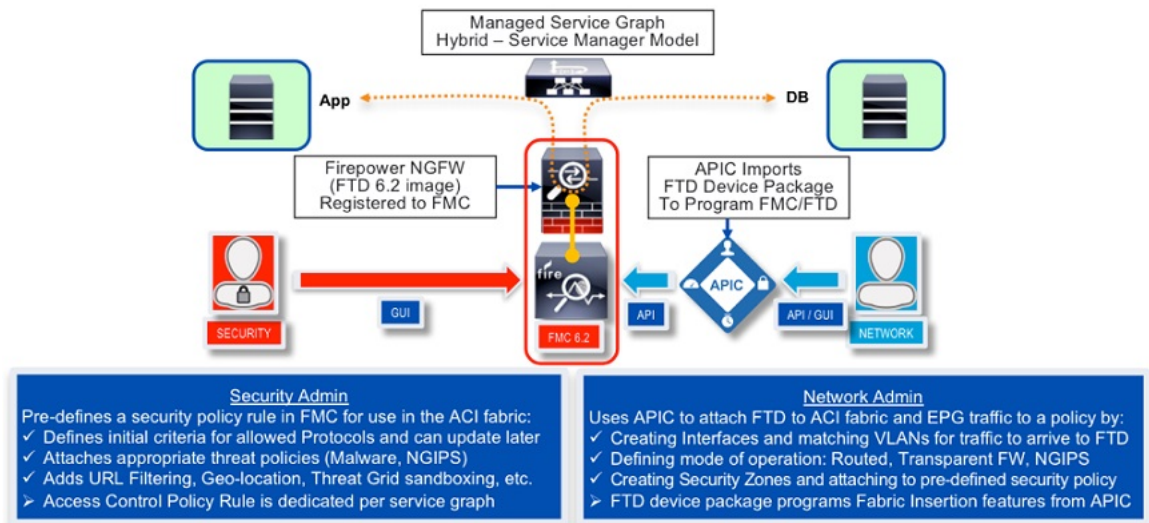 Managed Service Graph
Hybrid – Service Manager Model
App
DB
Firepower NGFW
(FTD 6.2 image)
Registered to FMC
APIC Imports
FTD Device Package
To Program FMC/FTD
fire
APIC
GUI
API
API / GUI
SECURITY
FMC 6.2
NETWORK
Security Admin
Pre-defines a security policy rule in FMC for use in the ACI fabric:
✓ Defines initial criteria for allowed Protocols and can update later
✓ Attaches appropriate threat policies (Malware, NGIPS)
✓ Adds URL Filtering, Geo-location, Threat Grid sandboxing, etc.
➢ Access Control Policy Rule is dedicated per service graph
Network Admin
Uses APIC to attach FTD to ACI fabric and EPG traffic to a policy by:
✓ Creating Interfaces and matching VLANs for traffic to arrive to FTD
✓ Defining mode of operation: Routed, Transparent FW, NGIPS
✓ Creating Security Zones and attaching to pre-defined security policy
➢ FTD device package programs Fabric Insertion features from APIC